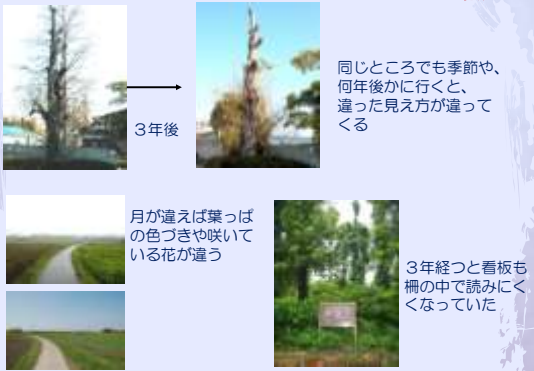 同じところでも季節や、
何年後かに行くと、
違った見え方が違って
くる
３年後
月が違えば葉っぱ
の色づきや咲いて
いる花が違う
３年経つと看板も
柵の中で読みにく
くなっていた